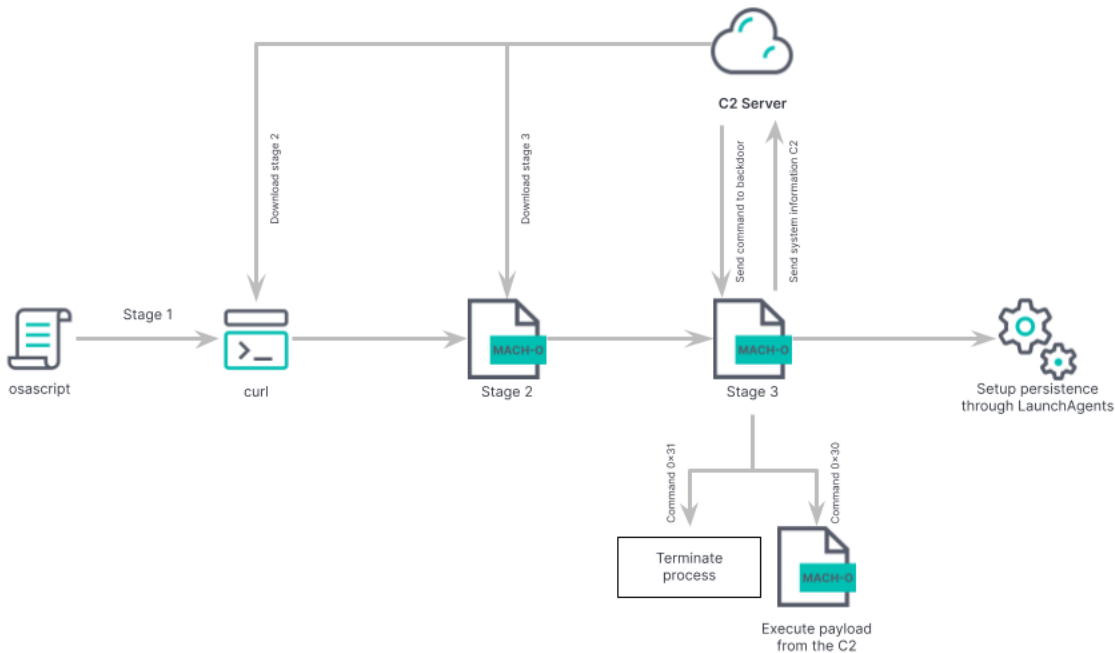 C2 Server
Download stage 2
Download stage 3
Send command to backdoor
Send system information C2
Stage 1
osascript
>_
curl
MACH-O
Stage 2
MACH-O
Stage 3
Setup persistence
through LaunchAgents
Command 0×31
Command 0×30
Terminate
process
MACH-O
Execute payload
from the C2